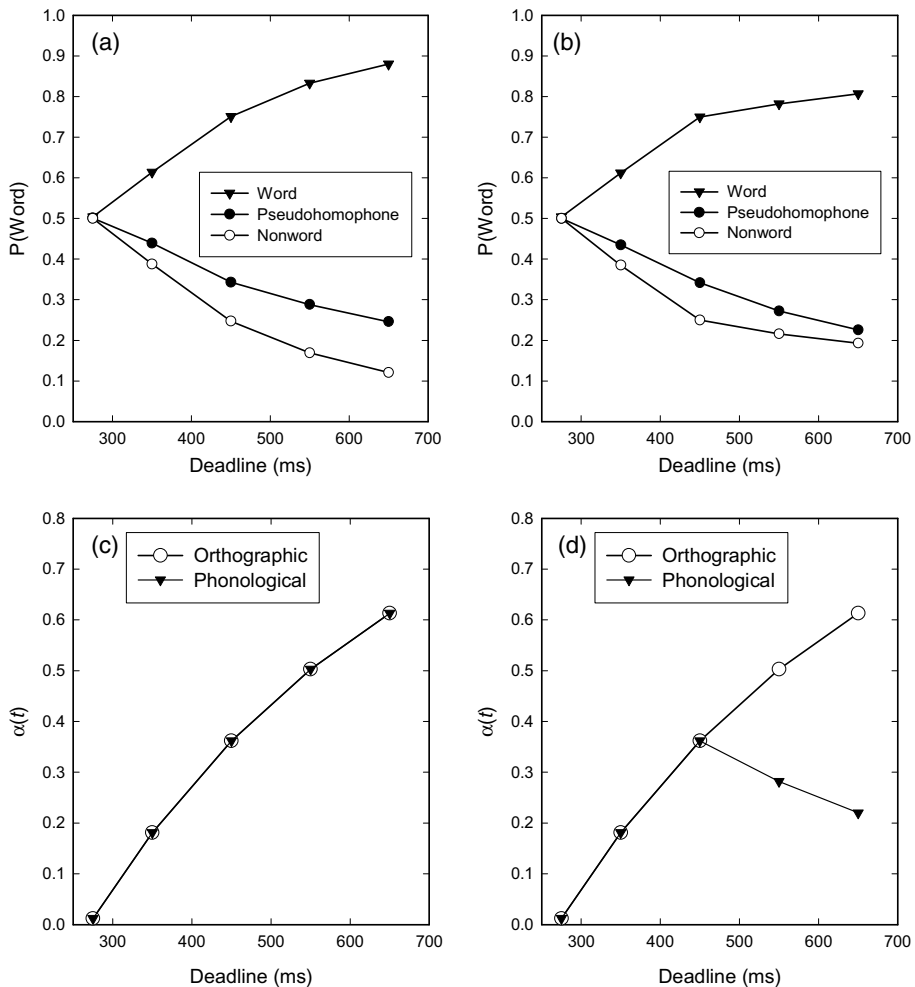 (a)
1.0
0.9
0.8
0.7
0.6
0.5
0.4
0.3
0.2
0.1
0.0
P(Word)
Word
Pseudohomophone
Nonword
300 400 500 600 700
Deadline (ms)
(b)
1.0
0.9
0.8
0.7
0.6
0.5
0.4
0.3
0.2
0.1
0.0
P(Word)
Word
Pseudohomophone
Nonword
300 400 500 600 700
Deadline (ms)
(c)
0.8
0.7
0.6
0.5
0.4
0.3
0.2
0.1
0.0
α(t)
Orthographic
Phonological
300 400 500 600 700
Deadline (ms)
(d)
0.8
0.7
0.6
0.5
0.4
0.3
0.2
0.1
0.0
α(t)
Orthographic
Phonological
300 400 500 600 700
Deadline (ms)